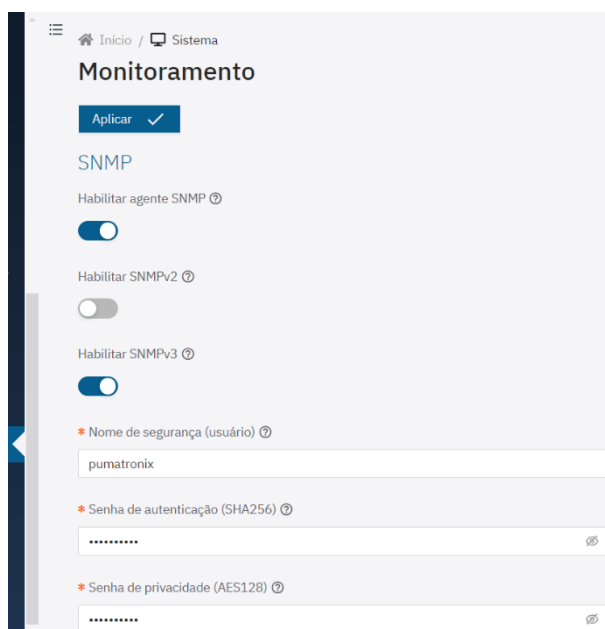 Início / Sistema
Monitoramento
Aplicar
SNMP
Habilitar agente SNMP
Habilitar SNMPv2
Habilitar SNMPv3
* Nome de segurança (usuário)
pumatronix
* Senha de autenticação (SHA256)
••••••••••
* Senha de privacidade (AES128)
••••••••••